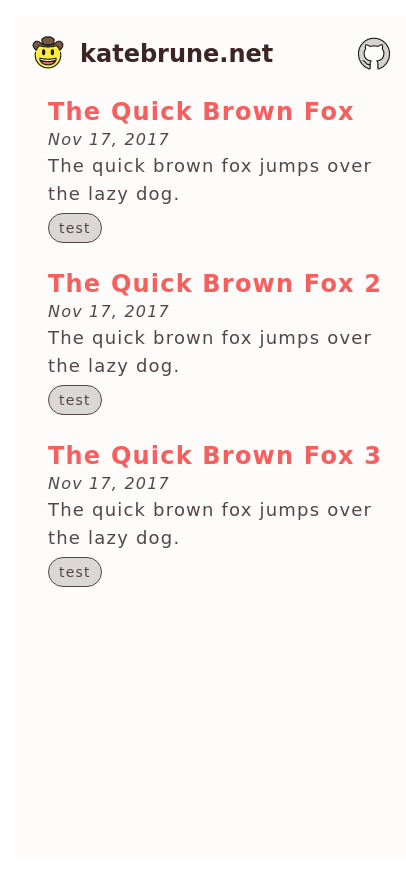 katebrune.net
The Quick Brown Fox
Nov 17, 2017
The quick brown fox jumps over
the lazy dog.
test
The Quick Brown Fox 2
Nov 17, 2017
The quick brown fox jumps over
the lazy dog.
test
The Quick Brown Fox 3
Nov 17, 2017
The quick brown fox jumps over
the lazy dog.
test